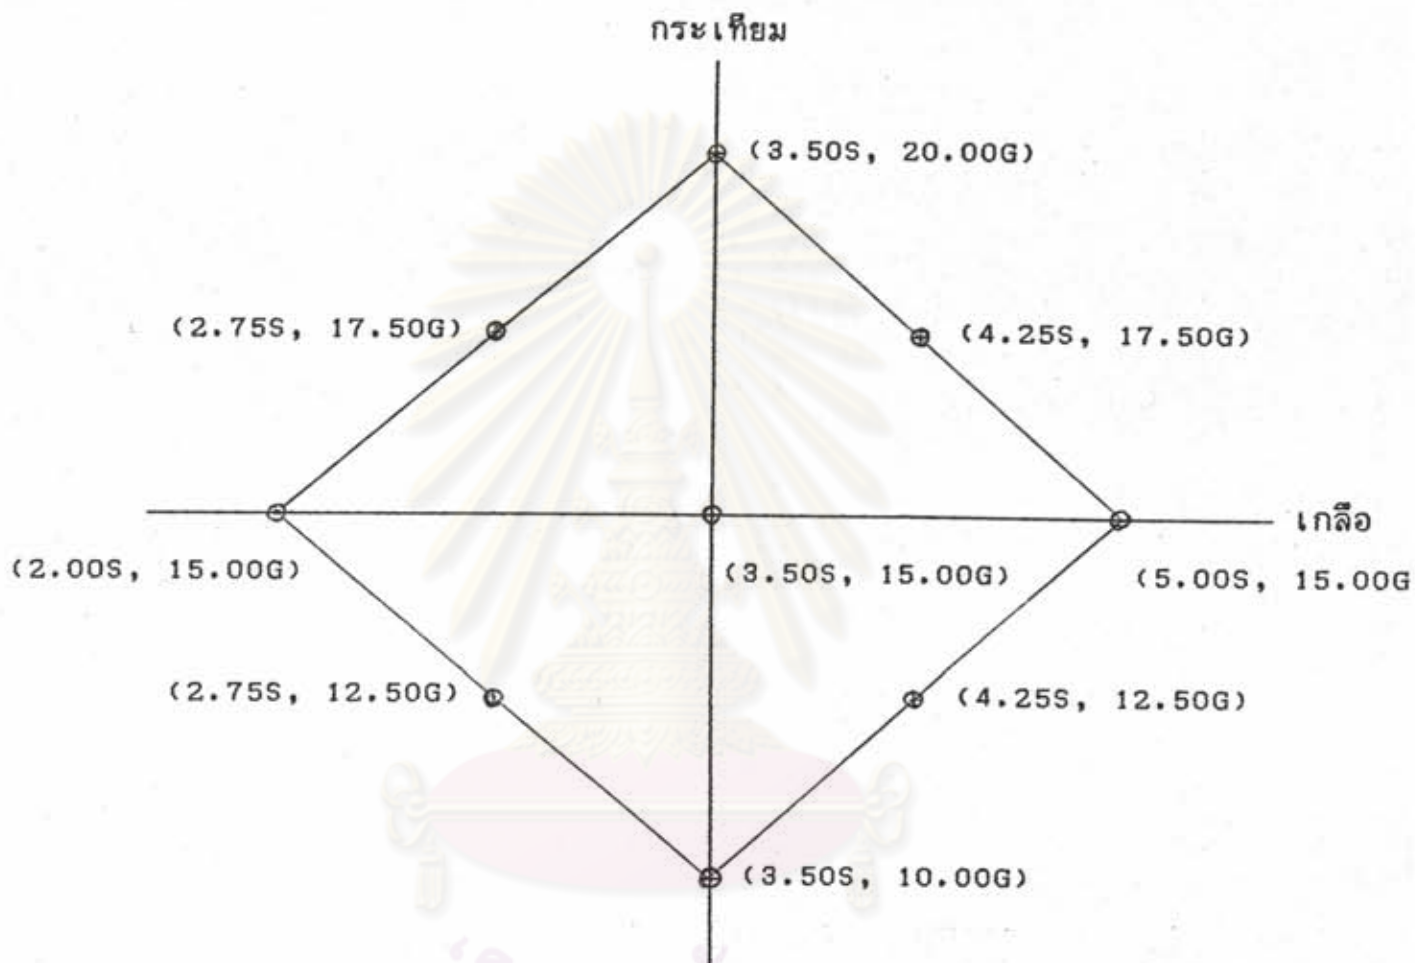 กระเทียม
(3.50S, 20.00G)
(2.75S, 17.50G) (4.25S, 17.50G)
เกลือ
(2.00S, 15.00G) (3.50S, 15.00G) (5.00S, 15.00G
(2.75S, 12.50G) (4.25S, 12.50G)
(3.50S, 10.00G)